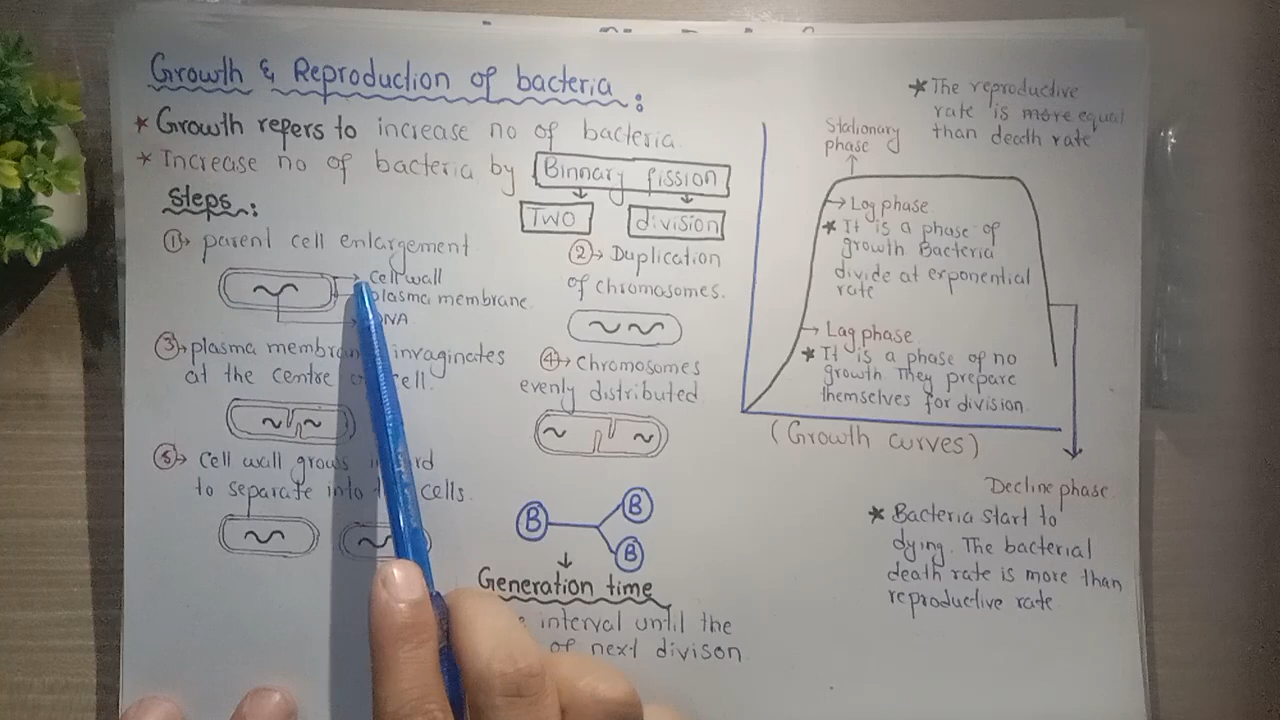 Growth & Reproduction of bacteria:
* Growth refers to increase no of bacteria.
* Increase no of bacteria by Binnary fission
Two division
Steps:
① parent cell enlargement
cell wall
plasma membrane.
② Duplication
of chromosomes.
③ plasma invaginates
at the centre
④ Chromosomes
evenly distributed
⑤ Cell wall grows
to separate into cells.
B
B
B
Generation time
interval until the
of next divison
* The reproductive
rate is more equal
than death rate
Stationary
phase
Log phase.
* It is a phase of
growth Bacteria
divide at exponential
rate
Lag phase.
* It is a phase of no
growth. They prepare
themselves for division.
(Growth curves)
Decline phase.
* Bacteria start to
dying. The bacterial
death rate is more than
reproductive rate